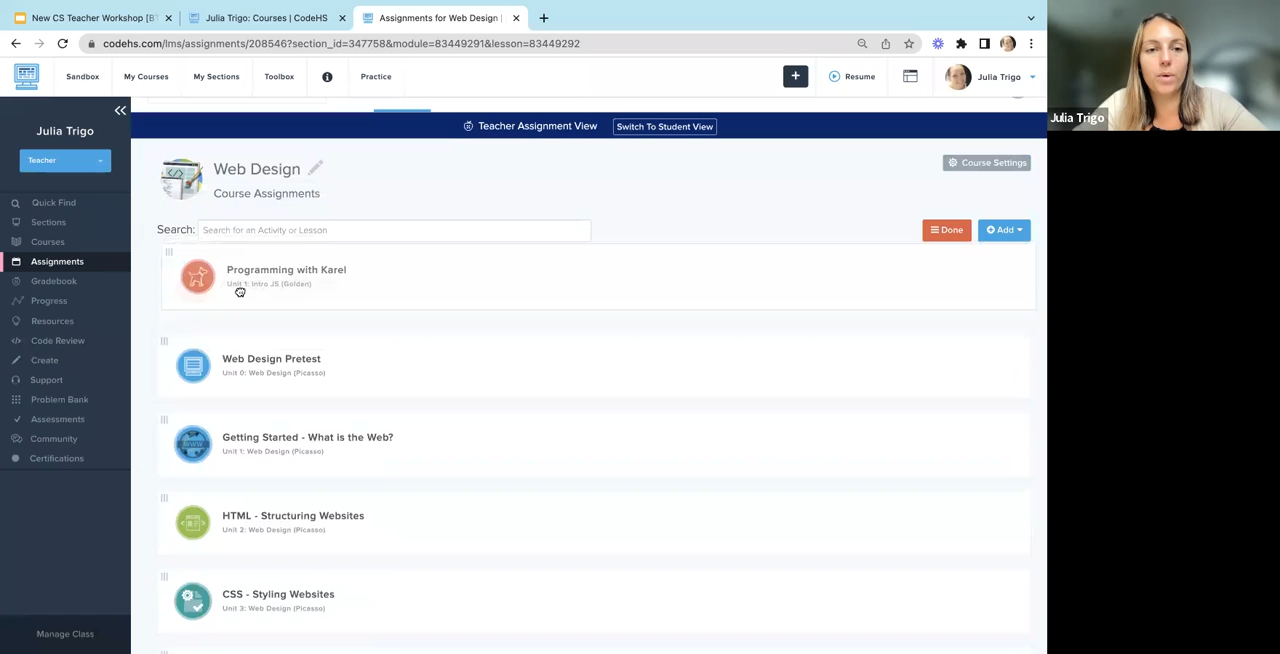 New CS Teacher Workshop [BT
Julia Trigo: Courses | CodeHS
Assignments for Web Design |
codehs.com/lms/assignments/208546?section_id=347758&module=83449291&lesson=83449292
Sandbox
My Courses
My Sections
Toolbox
Practice
Resume
Julia Trigo
Julia Trigo
Julia Trigo
Teacher
Quick Find
Sections
Courses
Assignments
Gradebook
Progress
Resources
Code Review
Create
Support
Problem Bank
Assessments
Community
Certifications
Manage Class
Teacher Assignment View
Switch To Student View
Web Design
Course Assignments
Course Settings
Search:
Search for an Activity or Lesson
Done
Add
Programming with Karel
Unit 1: Intro JS (Golden)
Web Design Pretest
Unit 0: Web Design (Picasso)
Getting Started - What is the Web?
Unit 1: Web Design (Picasso)
HTML - Structuring Websites
Unit 2: Web Design (Picasso)
CSS - Styling Websites
Unit 3: Web Design (Picasso)